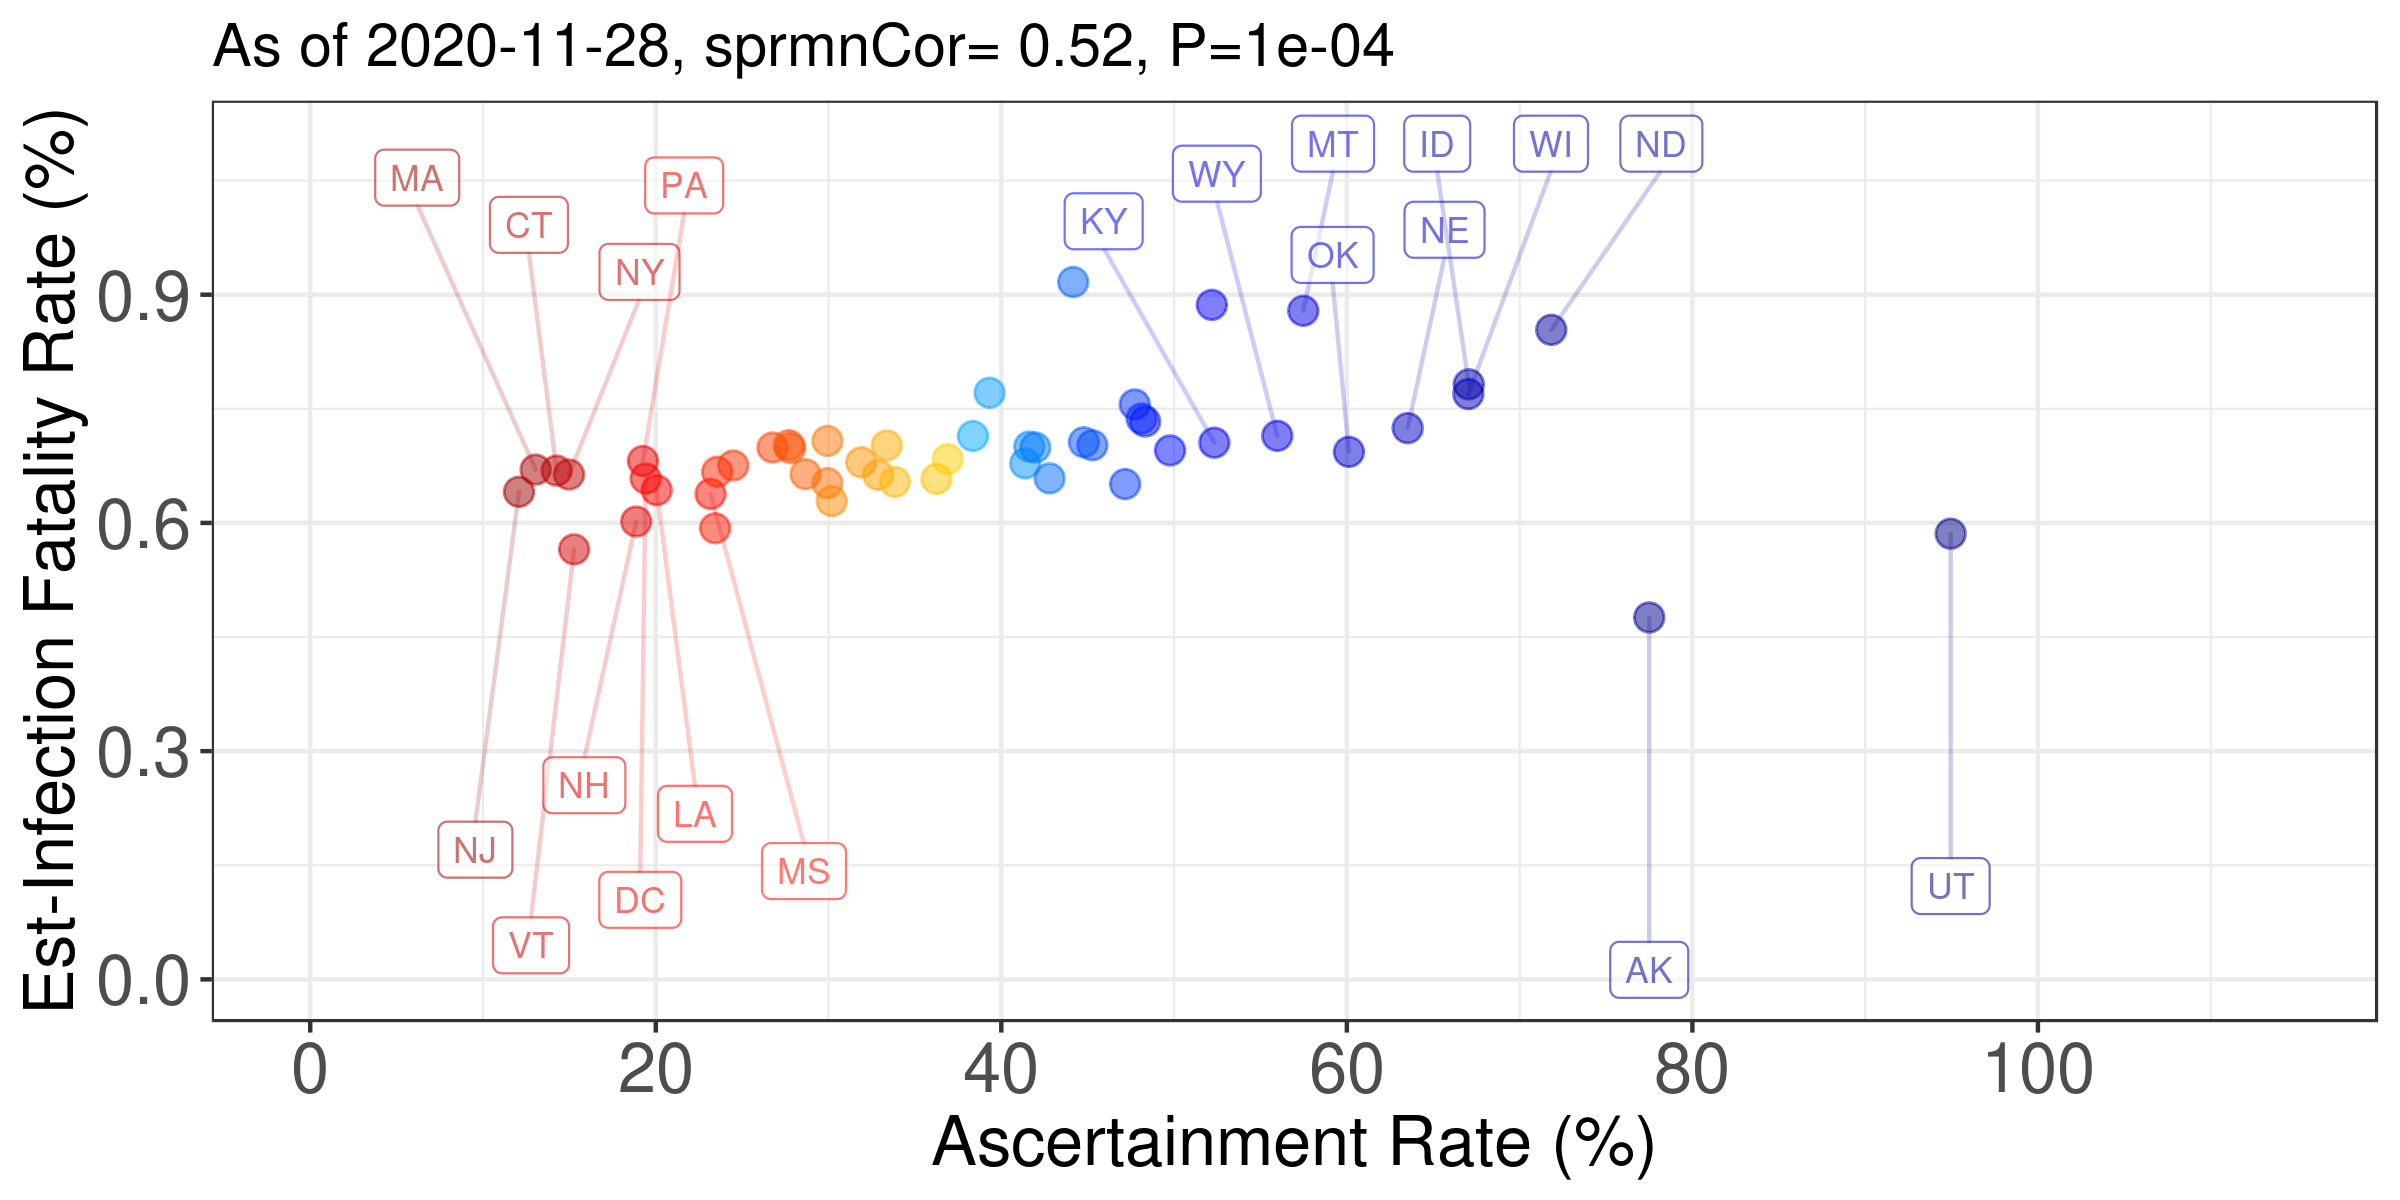 As of 2020-11-28, sprmnCor= 0.52, P=1e-04
Est-Infection Fatality Rate (%)
0.9
0.6
0.3
0.0
MA
CT
NY
PA
KY
WY
MT
OK
ID
NE
WI
ND
NJ
VT
NH
DC
LA
MS
AK
UT
0
20
40
60
80
100
Ascertainment Rate (%)